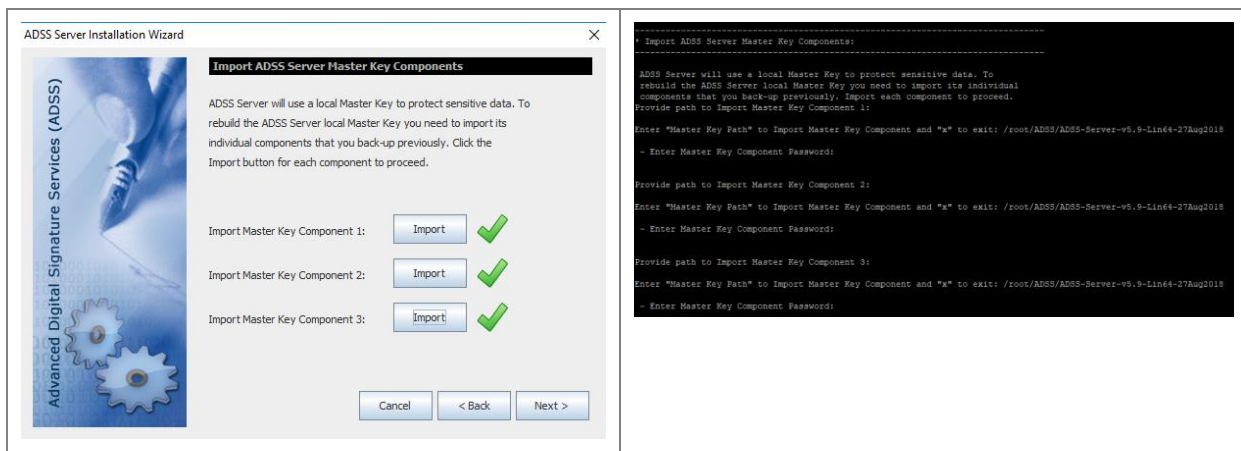 ADSS Server Installation Wizard
Advanced Digital Signature Services (ADSS)
Import ADSS Server Master Key Components
ADSS Server will use a local Master Key to protect sensitive data. To
rebuild the ADSS Server local Master Key you need to import its
individual components that you back-up previously. Click the
Import button for each component to proceed.
Import Master Key Component 1:
Import
Import Master Key Component 2:
Import
Import Master Key Component 3:
Import
Cancel
< Back
Next >
* Import ADSS Server Master Key Components:
ADSS Server will use a local Master Key to protect sensitive data. To
rebuild the ADSS Server local Master Key you need to import its individual
components that you back-up previously. Import each component to proceed.
Provide path to Import Master Key Component 1:
Enter "Master Key Path" to Import Master Key Component and "x" to exit: /root/ADSS/ADSS-Server-v5.9-Lin64-27Aug2018
- Enter Master Key Component Password:
Provide path to Import Master Key Component 2:
Enter "Master Key Path" to Import Master Key Component and "x" to exit: /root/ADSS/ADSS-Server-v5.9-Lin64-27Aug2018
- Enter Master Key Component Password:
Provide path to Import Master Key Component 3:
Enter "Master Key Path" to Import Master Key Component and "x" to exit: /root/ADSS/ADSS-Server-v5.9-Lin64-27Aug2018
- Enter Master Key Component Password: